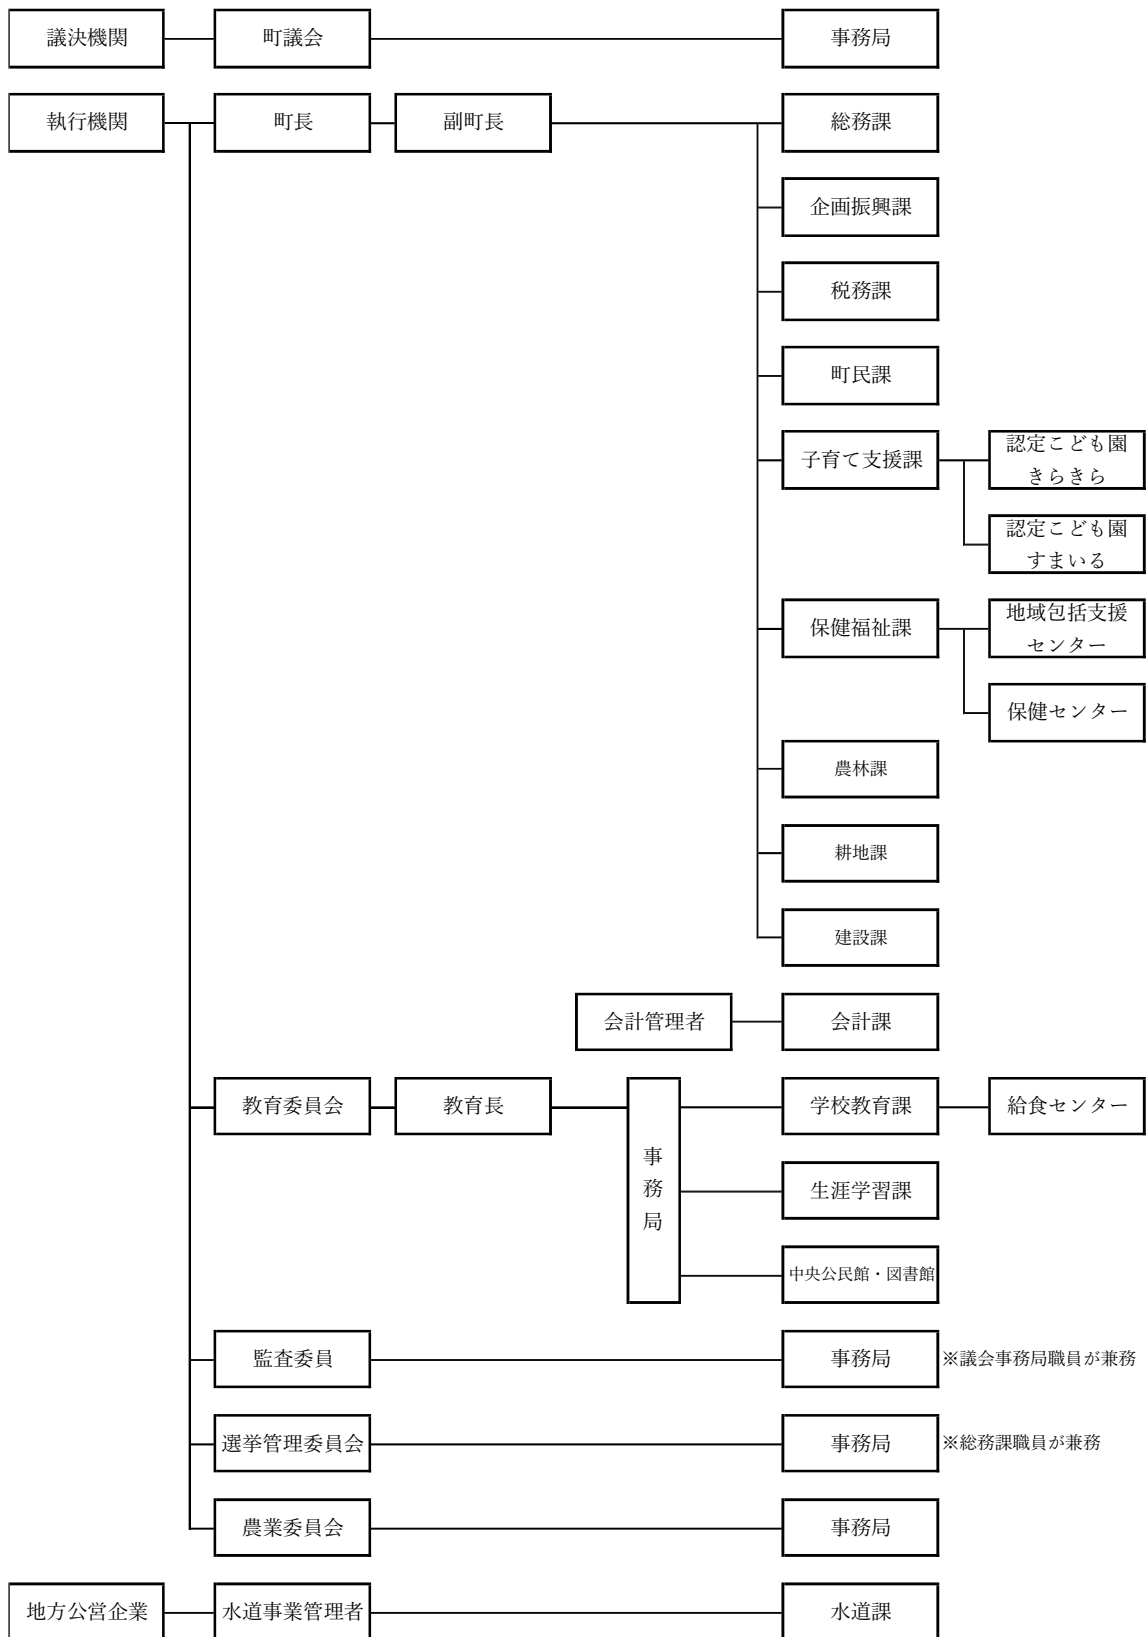 議決機関
町議会
事務局
執行機関
町長
副町長
総務課
企画振興課
税務課
町民課
子育て支援課
認定こども園
きらきら
認定こども園
すまいる
保健福祉課
地域包括支援
センター
保健センター
農林課
耕地課
建設課
会計管理者
会計課
教育委員会
教育長
事務局
学校教育課
給食センター
生涯学習課
中央公民館・図書館
監査委員
事務局
※議会事務局職員が兼務
選挙管理委員会
事務局
※総務課職員が兼務
農業委員会
事務局
地方公営企業
水道事業管理者
水道課